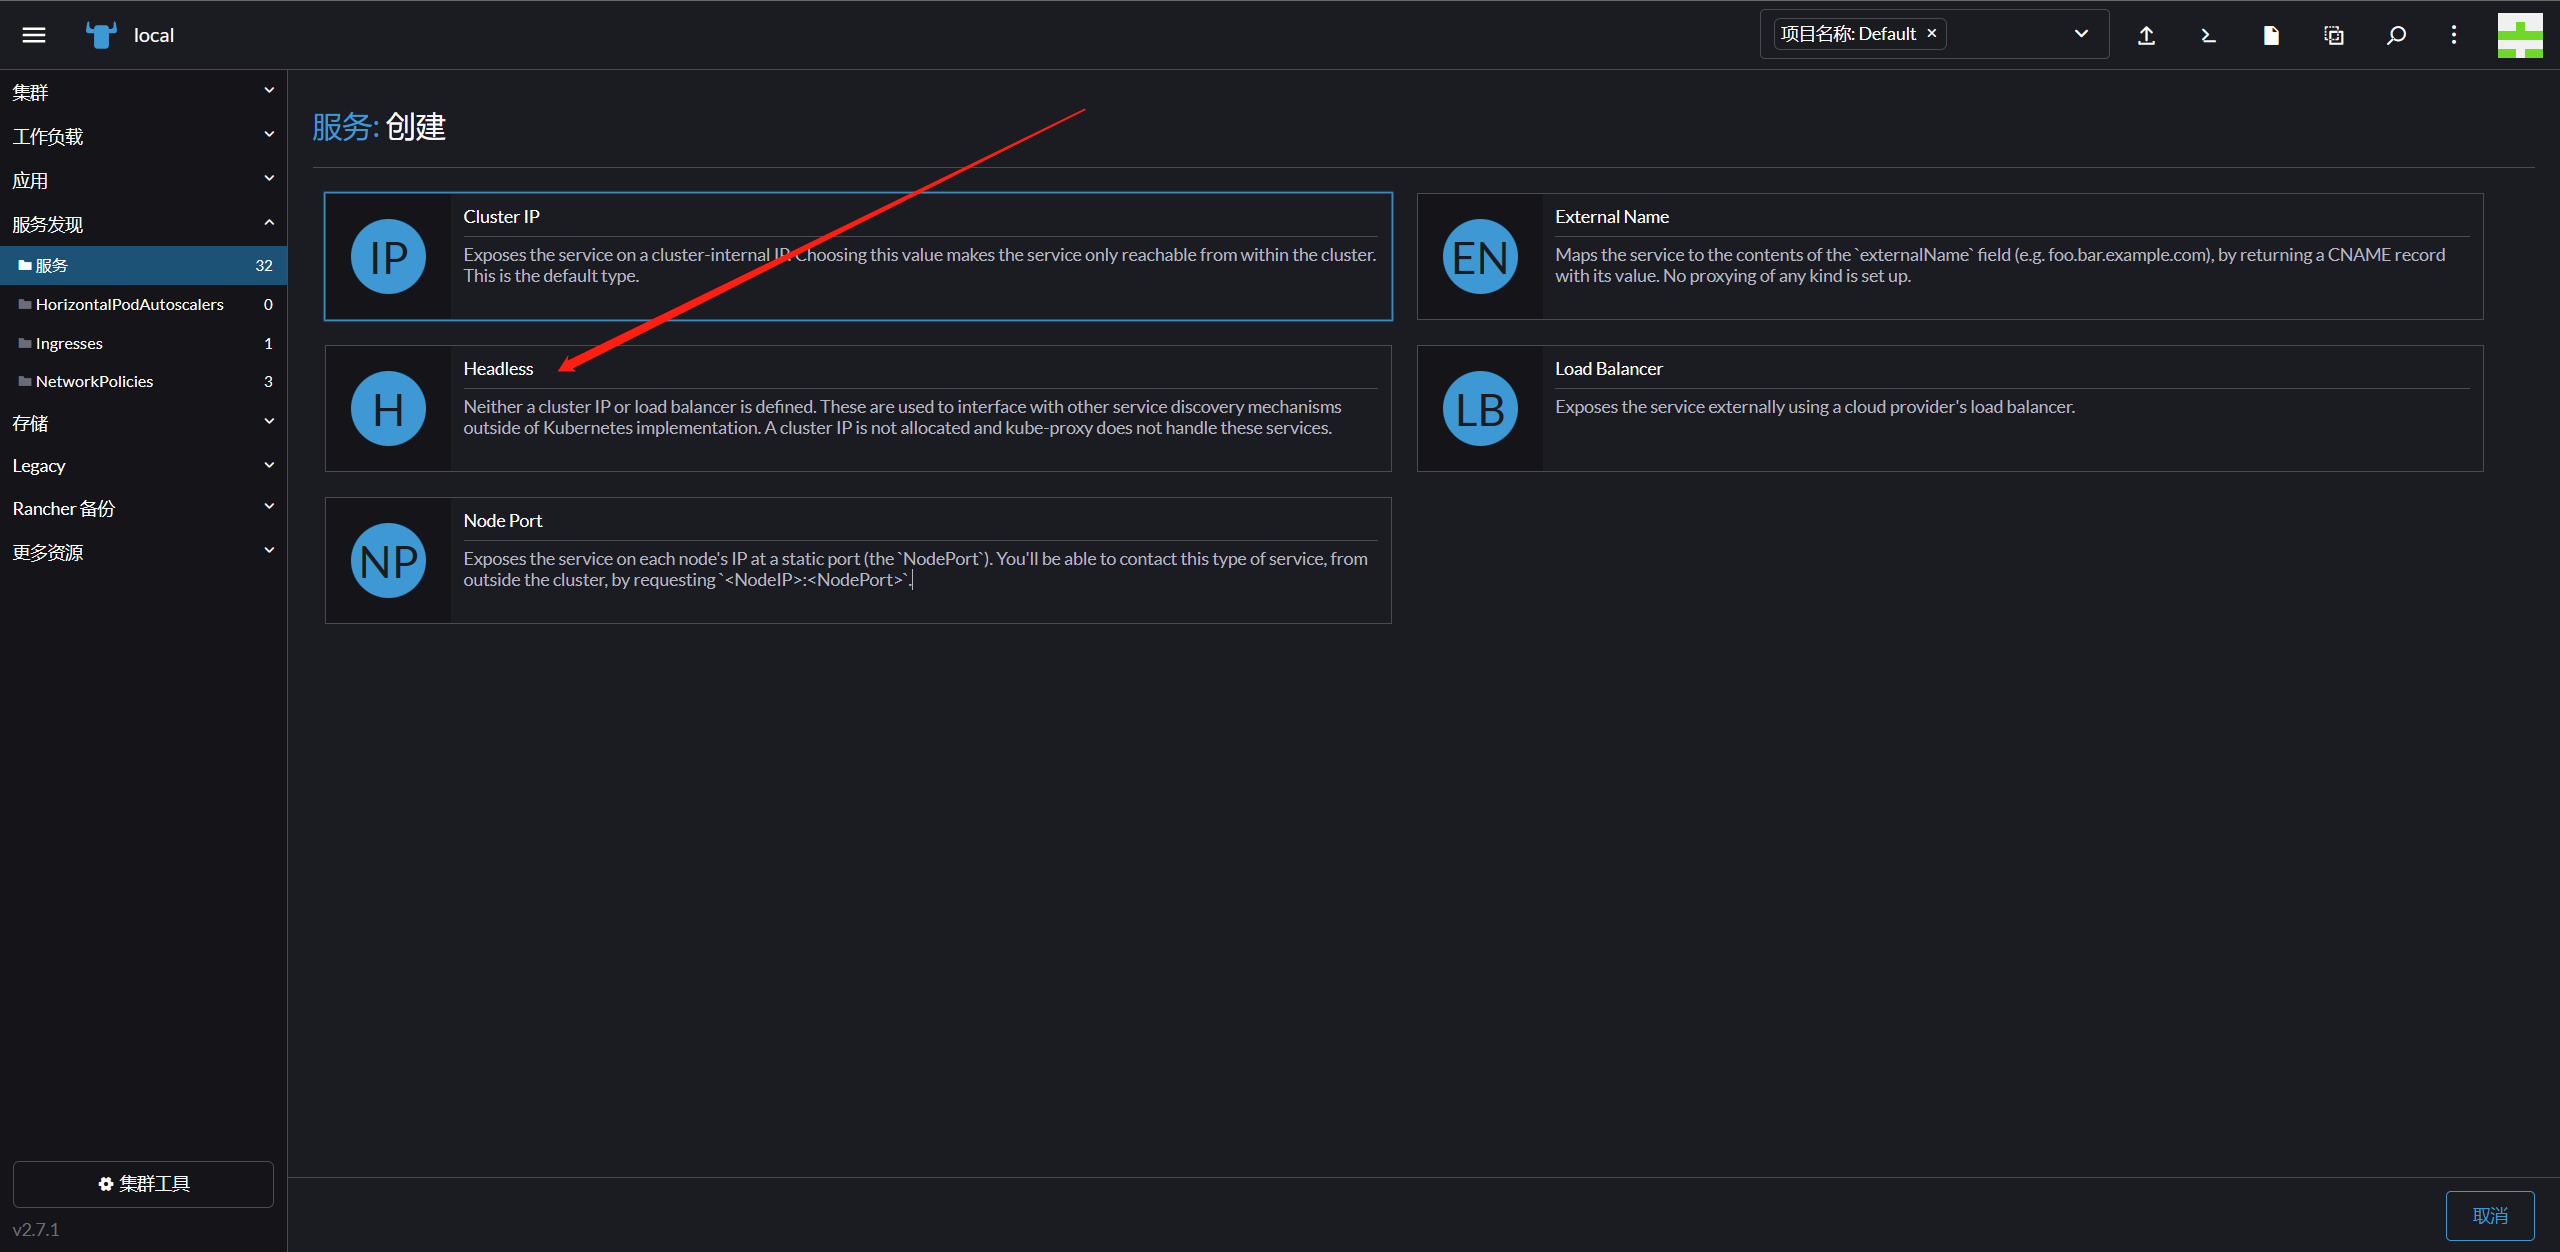 local
项目名称: Default ×
集群
工作负载
应用
服务发现
服务 32
HorizontalPodAutoscalers 0
Ingresses 1
NetworkPolicies 3
存储
Legacy
Rancher 备份
更多资源
集群工具
v2.7.1
服务: 创建
IP
Cluster IP
Exposes the service on a cluster-internal IP. Choosing this value makes the service only reachable from within the cluster.
This is the default type.
EN
External Name
Maps the service to the contents of the `externalName` field (e.g. foo.bar.example.com), by returning a CNAME record
with its value. No proxying of any kind is set up.
H
Headless
Neither a cluster IP or load balancer is defined. These are used to interface with other service discovery mechanisms
outside of Kubernetes implementation. A cluster IP is not allocated and kube-proxy does not handle these services.
LB
Load Balancer
Exposes the service externally using a cloud provider's load balancer.
NP
Node Port
Exposes the service on each node's IP at a static port (the `NodePort`). You'll be able to contact this type of service, from
outside the cluster, by requesting `<NodeIP>:<NodePort>`.
取消